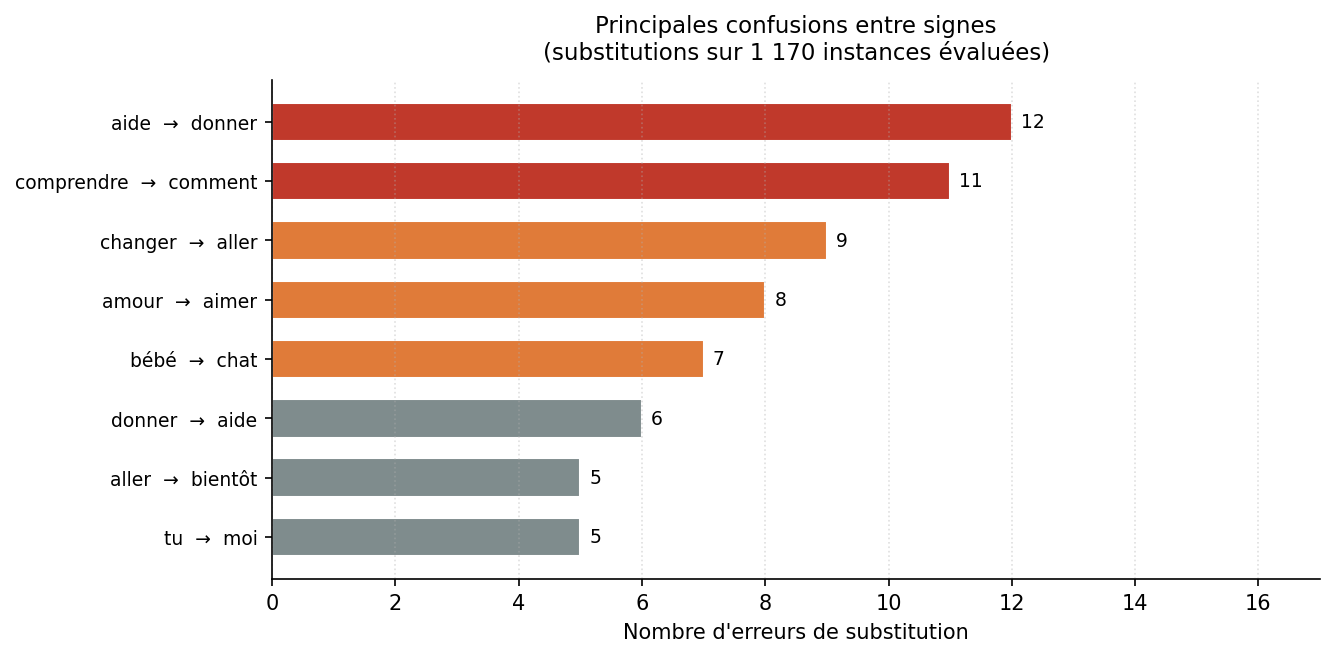 Principales confusions entre signes
(substitutions sur 1 170 instances évaluées)
aide → donner 12
comprendre → comment 11
changer → aller 9
amour → aimer 8
bébé → chat 7
donner → aide 6
aller → bientôt 5
tu → moi 5
0 2 4 6 8 10 12 14 16
Nombre d'erreurs de substitution